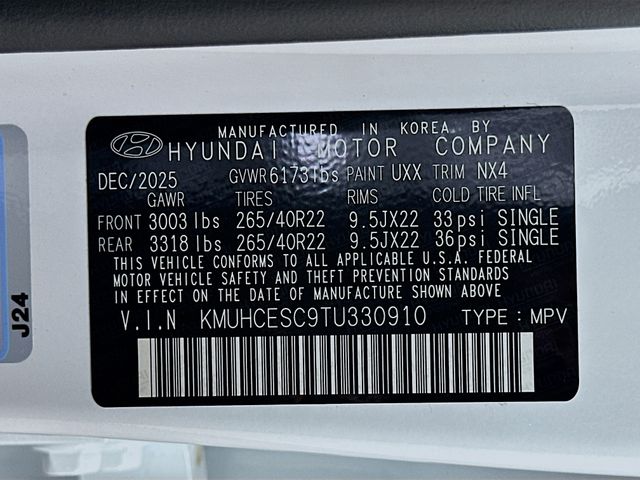 MANUFACTURED IN KOREA BY
HYUNDAI MOTOR COMPANY
DEC/2025 GVWR 6173lbs PAINT UXX TRIM NX4
GAWR TIRES RIMS COLD TIRE INFL
FRONT 3003 lbs 265/40R22 9.5JX22 33psi SINGLE
REAR 3318 lbs 265/40R22 9.5JX22 36psi SINGLE
THIS VEHICLE CONFORMS TO ALL APPLICABLE U.S.A. FEDERAL
MOTOR VEHICLE SAFETY AND THEFT PREVENTION STANDARDS
IN EFFECT ON THE DATE OF MANUFACTURE SHOWN ABOVE
V.I.N KMUHCESC9TU330910 TYPE : MPV
J24